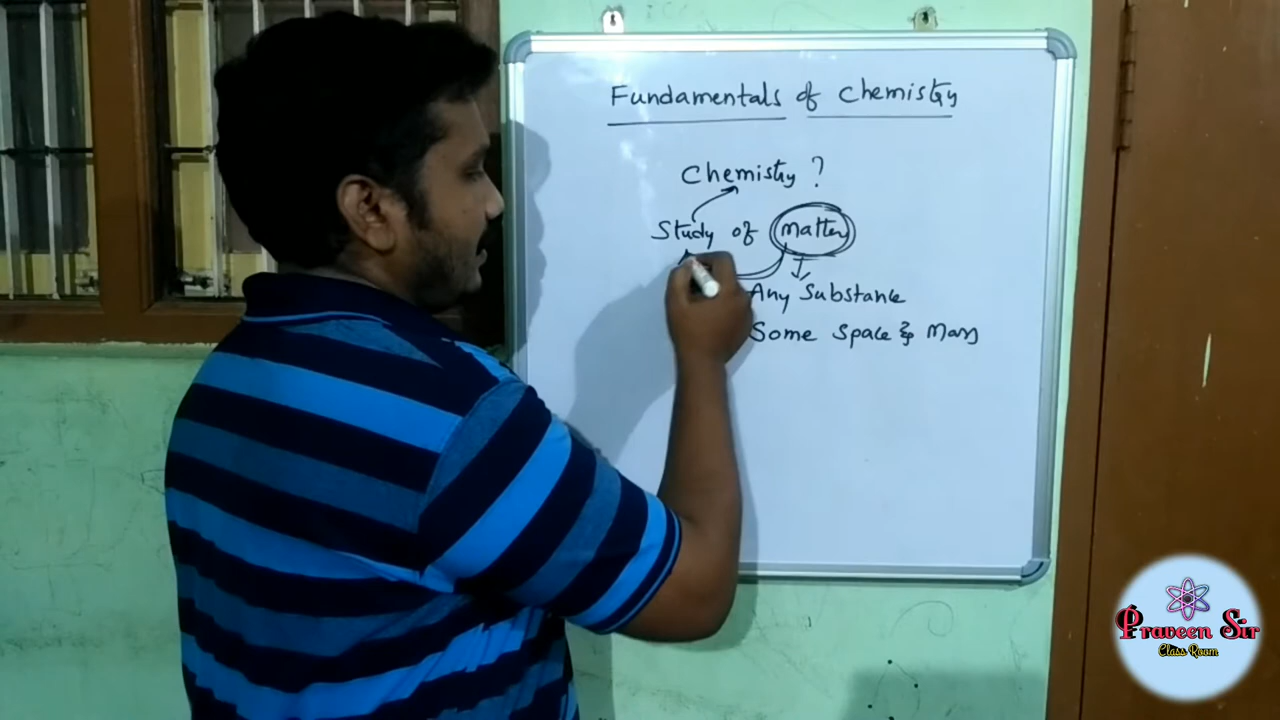 Fundamentals of Chemistry
Chemistry ?
Study of matter
Any Substance
Some space & Mass
Praveen Sir
Class Room